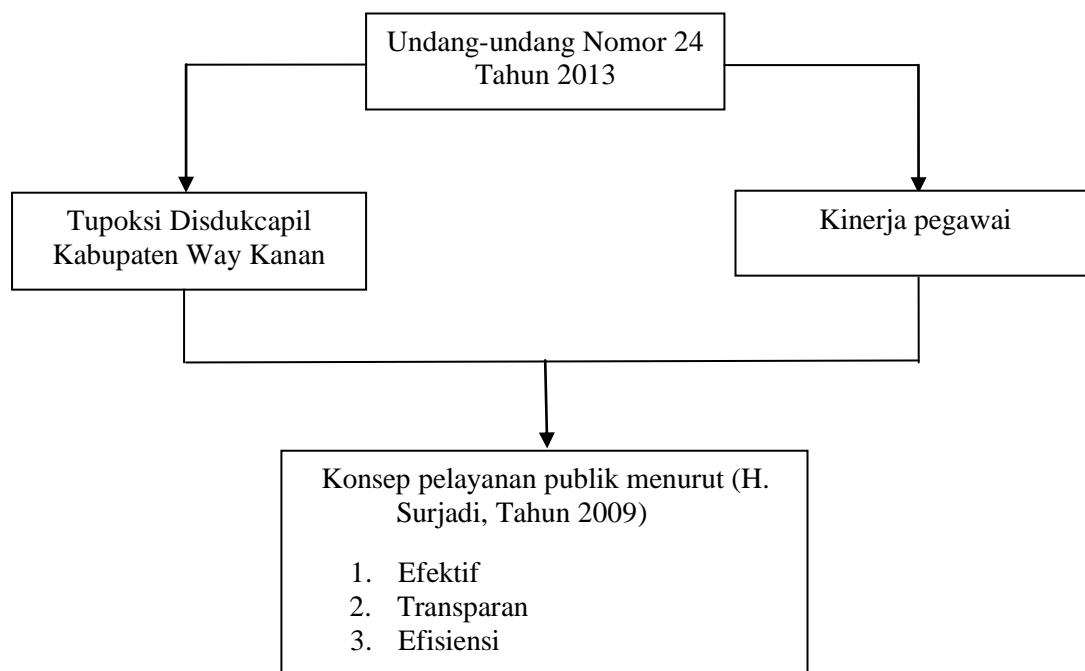 Undang-undang Nomor 24
Tahun 2013
Tupoksi Disdukcapil
Kabupaten Way Kanan
Kinerja pegawai
Konsep pelayanan publik menurut (H.
Surjadi, Tahun 2009)
1. Efektif
2. Transparan
3. Efisiensi